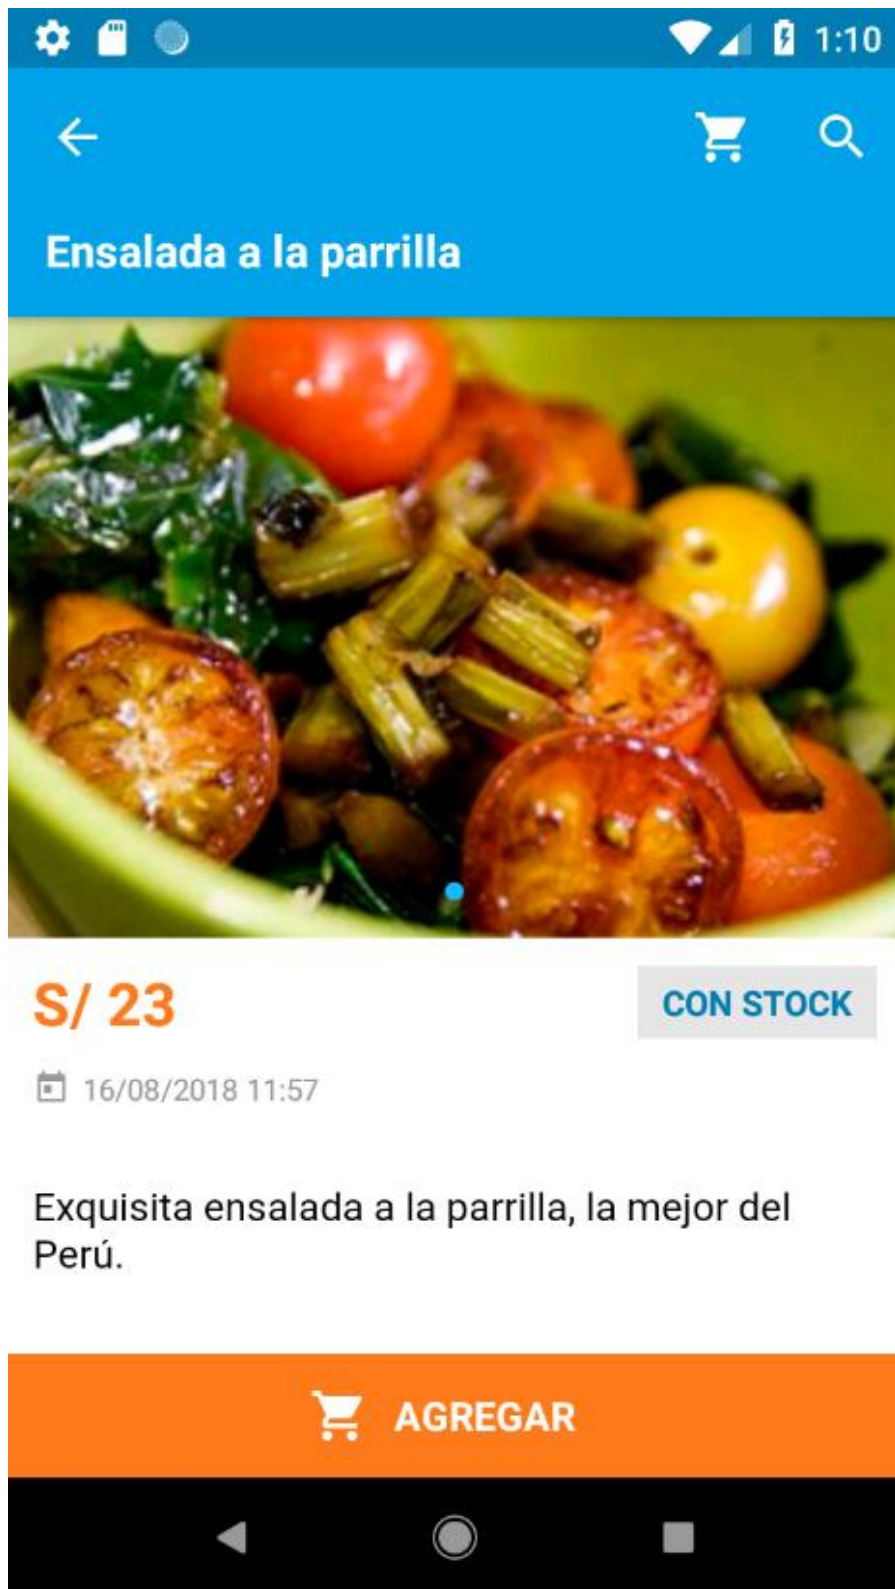 1:10
Ensalada a la parrilla
S/ 23
CON STOCK
16/08/2018 11:57
Exquisita ensalada a la parrilla, la mejor del
Perú.
AGREGAR